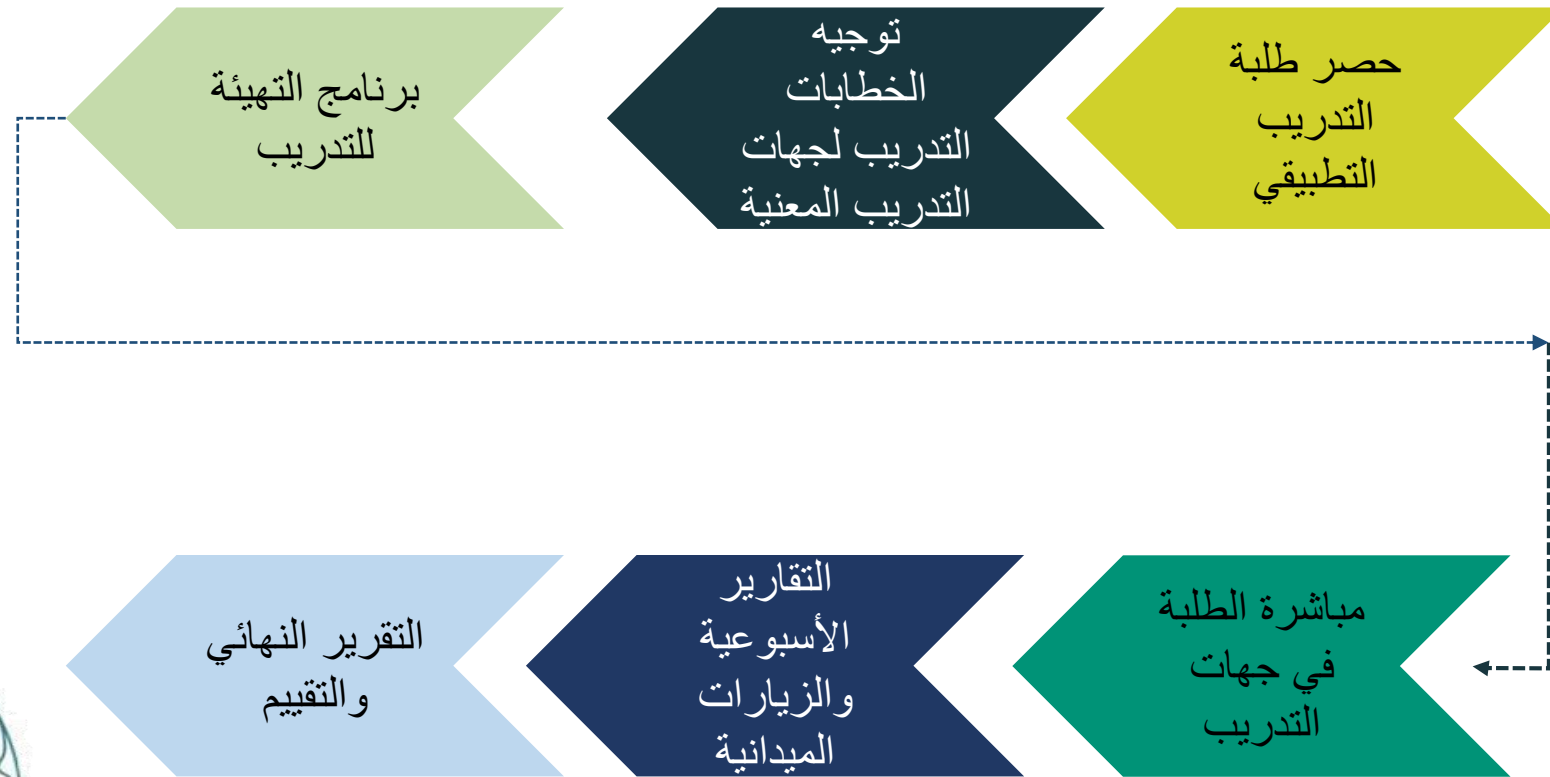 حصر طلبة
التدريب
التطبيقي
توجيه
الخطابات
التدريب لجهات
التدريب المعنية
برنامج التهيئة
للتدريب
مباشرة الطلبة
في جهات
التدريب
التقارير
الأسبوعية
والزيارات
الميدانية
التقرير النهائي
والتقييم